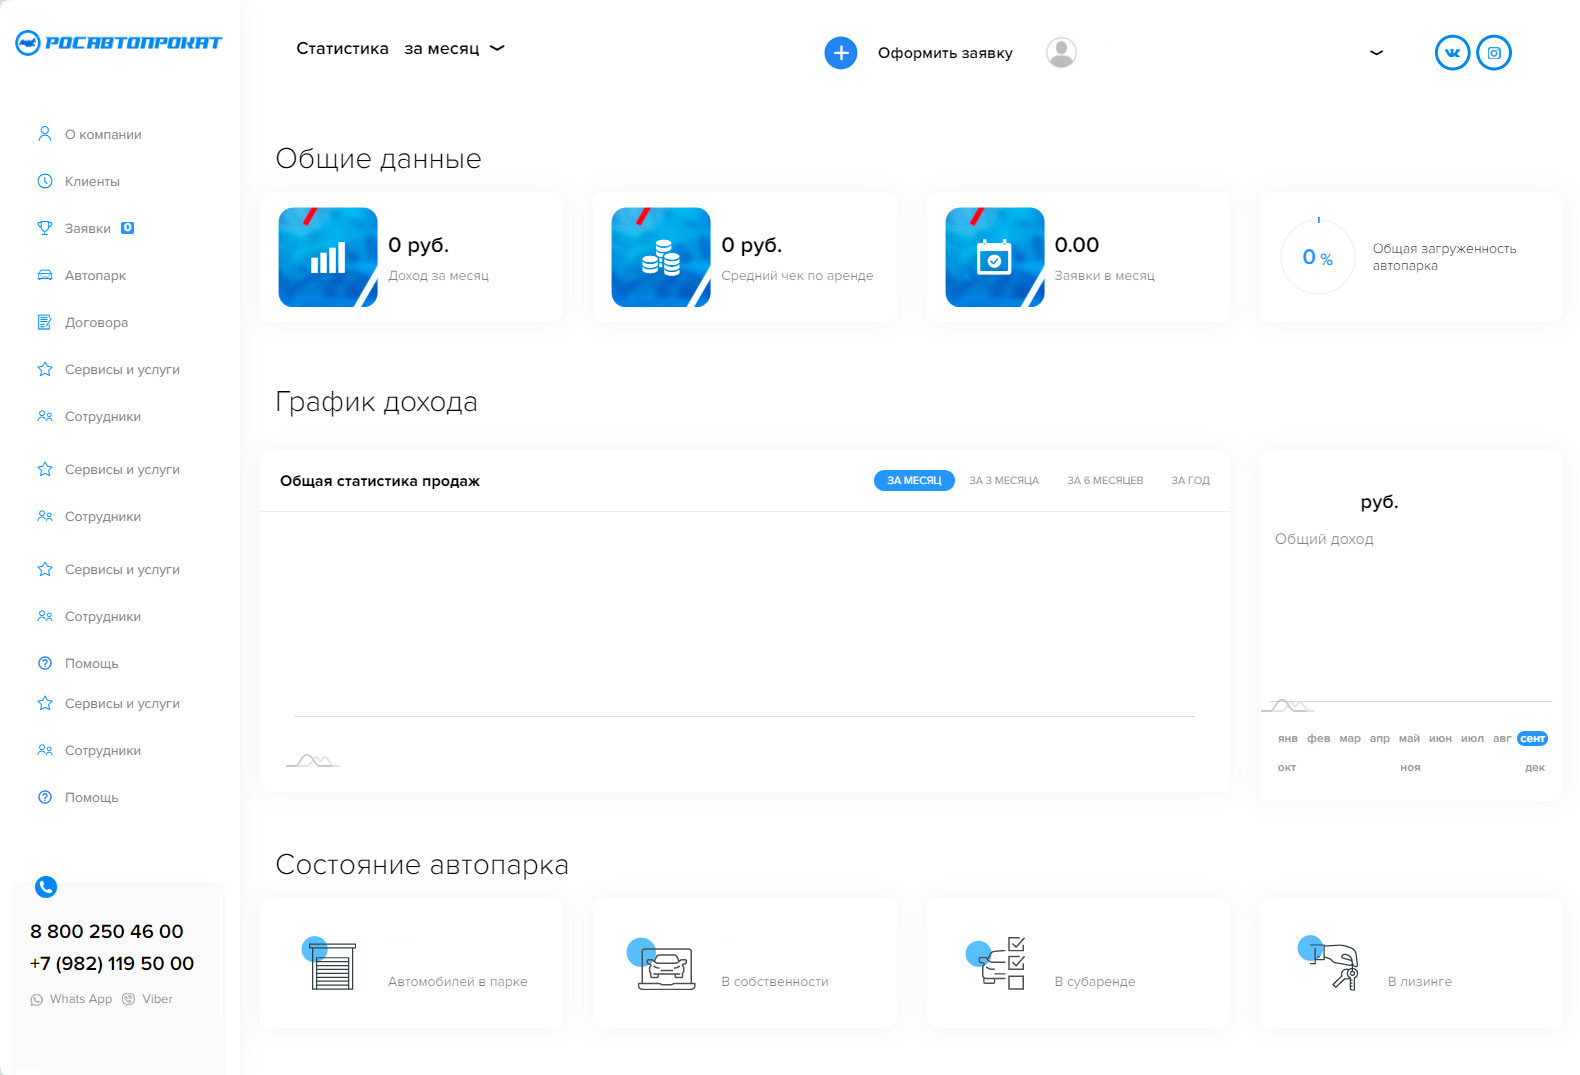 РОСАВТОПРОКАТ
Статистика за месяц
Оформить заявку
О компании
Клиенты
Заявки 0
Автопарк
Договора
Сервисы и услуги
Сотрудники
Сервисы и услуги
Сотрудники
Сервисы и услуги
Сотрудники
Помощь
Сервисы и услуги
Сотрудники
Помощь
8 800 250 46 00
+7 (982) 119 50 00
Whats App Viber
Общие данные
0 руб.
Доход за месяц
0 руб.
Средний чек по аренде
0.00
Заявки в месяц
0 %
Общая загруженность
автопарка
График дохода
Общая статистика продаж
ЗА МЕСЯЦ ЗА 3 МЕСЯЦА ЗА 6 МЕСЯЦЕВ ЗА ГОД
руб.
Общий доход
янв фев мар апр май июн июл авг сент
окт ноя дек
Состояние автопарка
Автомобилей в парке
В собственности
В субаренде
В лизинге